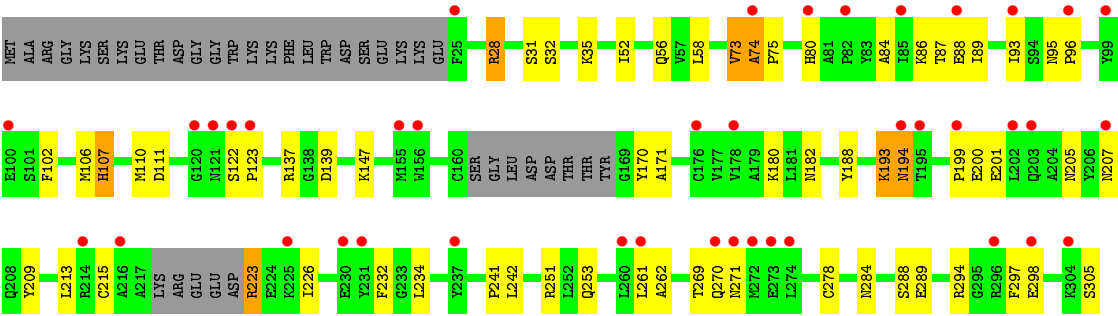 MET ALA ARG GLY LYS SER LYS LYS GLU THR ASP GLY GLY TRP LYS LYS PHE LEU TRP ASP SER GLU LYS LYS GLU F25 R28 S31 S32 K35 I52 Q56 V57 L58 V73 A74 P75 H80 A81 P82 Y83 A84 I85 K86 T87 E88 I89 I93 S94 N95 P96 Y99
E100 S101 F102 M106 H107 M110 D111 G120 N121 S122 P123 R137 G138 D139 K147 M155 W156 C160 SER GLY LEU ASP ASP THR THR TYR G169 Y170 A171 C176 V177 V178 A179 K180 L181 N182 Y188 K193 N194 T195 P199 E200 E201 L202 Q203 A204 N205 Y206 N207
Q208 Y209 L213 R214 C215 A216 A217 LYS ARG GLU GLU ASP R223 E224 K225 I226 E230 Y231 F232 G233 L234 Y237 P241 L242 R251 L252 Q253 L260 L261 A262 T269 Q270 N271 M272 E273 L274 C278 N284 S288 E289 R294 G295 R296 F297 E298 K304 S305